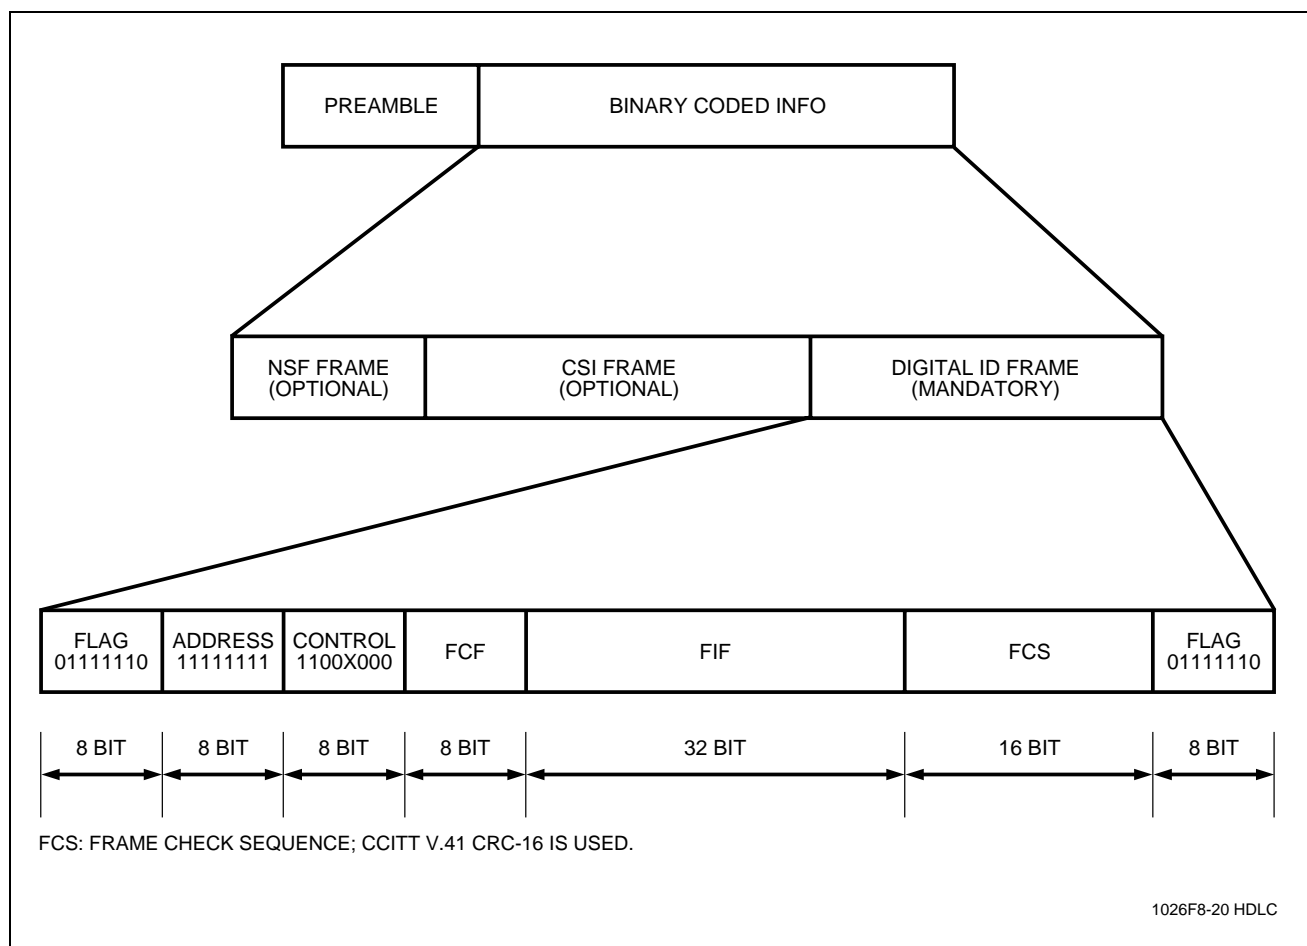 PREAMBLE
BINARY CODED INFO
NSF FRAME
(OPTIONAL)
CSI FRAME
(OPTIONAL)
DIGITAL ID FRAME
(MANDATORY)
FLAG
01111110
ADDRESS
11111111
CONTROL
1100X000
FCF
FIF
FCS
FLAG
01111110
8 BIT
8 BIT
8 BIT
8 BIT
32 BIT
16 BIT
8 BIT
FCS: FRAME CHECK SEQUENCE; CCITT V.41 CRC-16 IS USED.
1026F8-20 HDLC